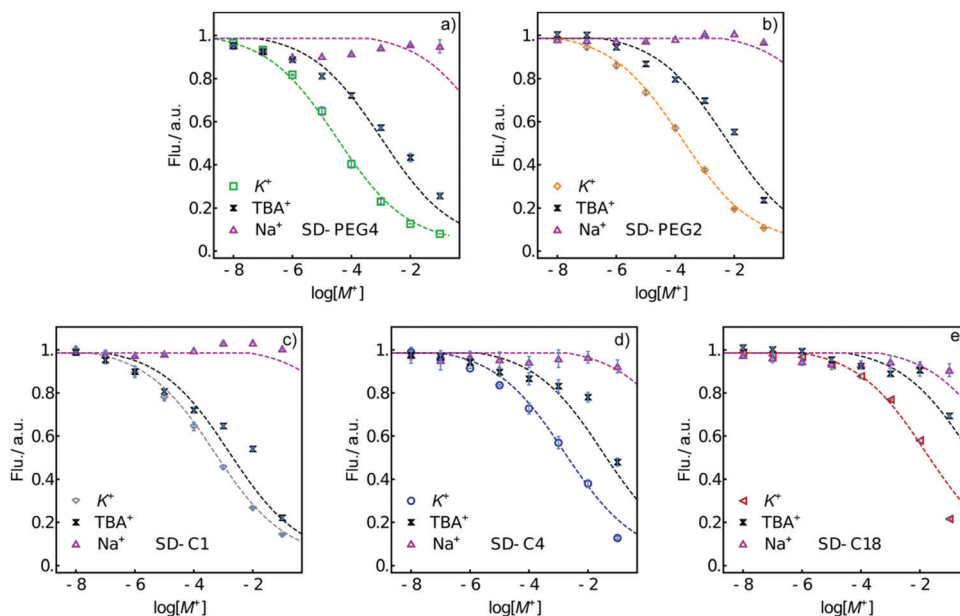 a)
Flu./ a.u.
1.
0.8
0.6
0.4
0.2
0.
K⁺
TBA⁺
Na⁺ SD- PEG4
- 8 - 6 - 4 - 2
log[M⁺]
b)
Flu./ a.u.
1.
0.8
0.6
0.4
0.2
0.
K⁺
TBA⁺
Na⁺ SD- PEG2
- 8 - 6 - 4 - 2
log[M⁺]
c)
Flu./ a.u.
1.
0.8
0.6
0.4
0.2
0.
K⁺
TBA⁺
Na⁺ SD- C1
- 8 - 6 - 4 - 2
log[M⁺]
d)
Flu./ a.u.
1.
0.8
0.6
0.4
0.2
0.
K⁺
TBA⁺
Na⁺ SD- C4
- 8 - 6 - 4 - 2
log[M⁺]
e
Flu./ a.u.
1.
0.8
0.6
0.4
0.2
0.
K⁺
TBA⁺
Na⁺ SD- C18
- 8 - 6 - 4 - 2
log[M⁺]